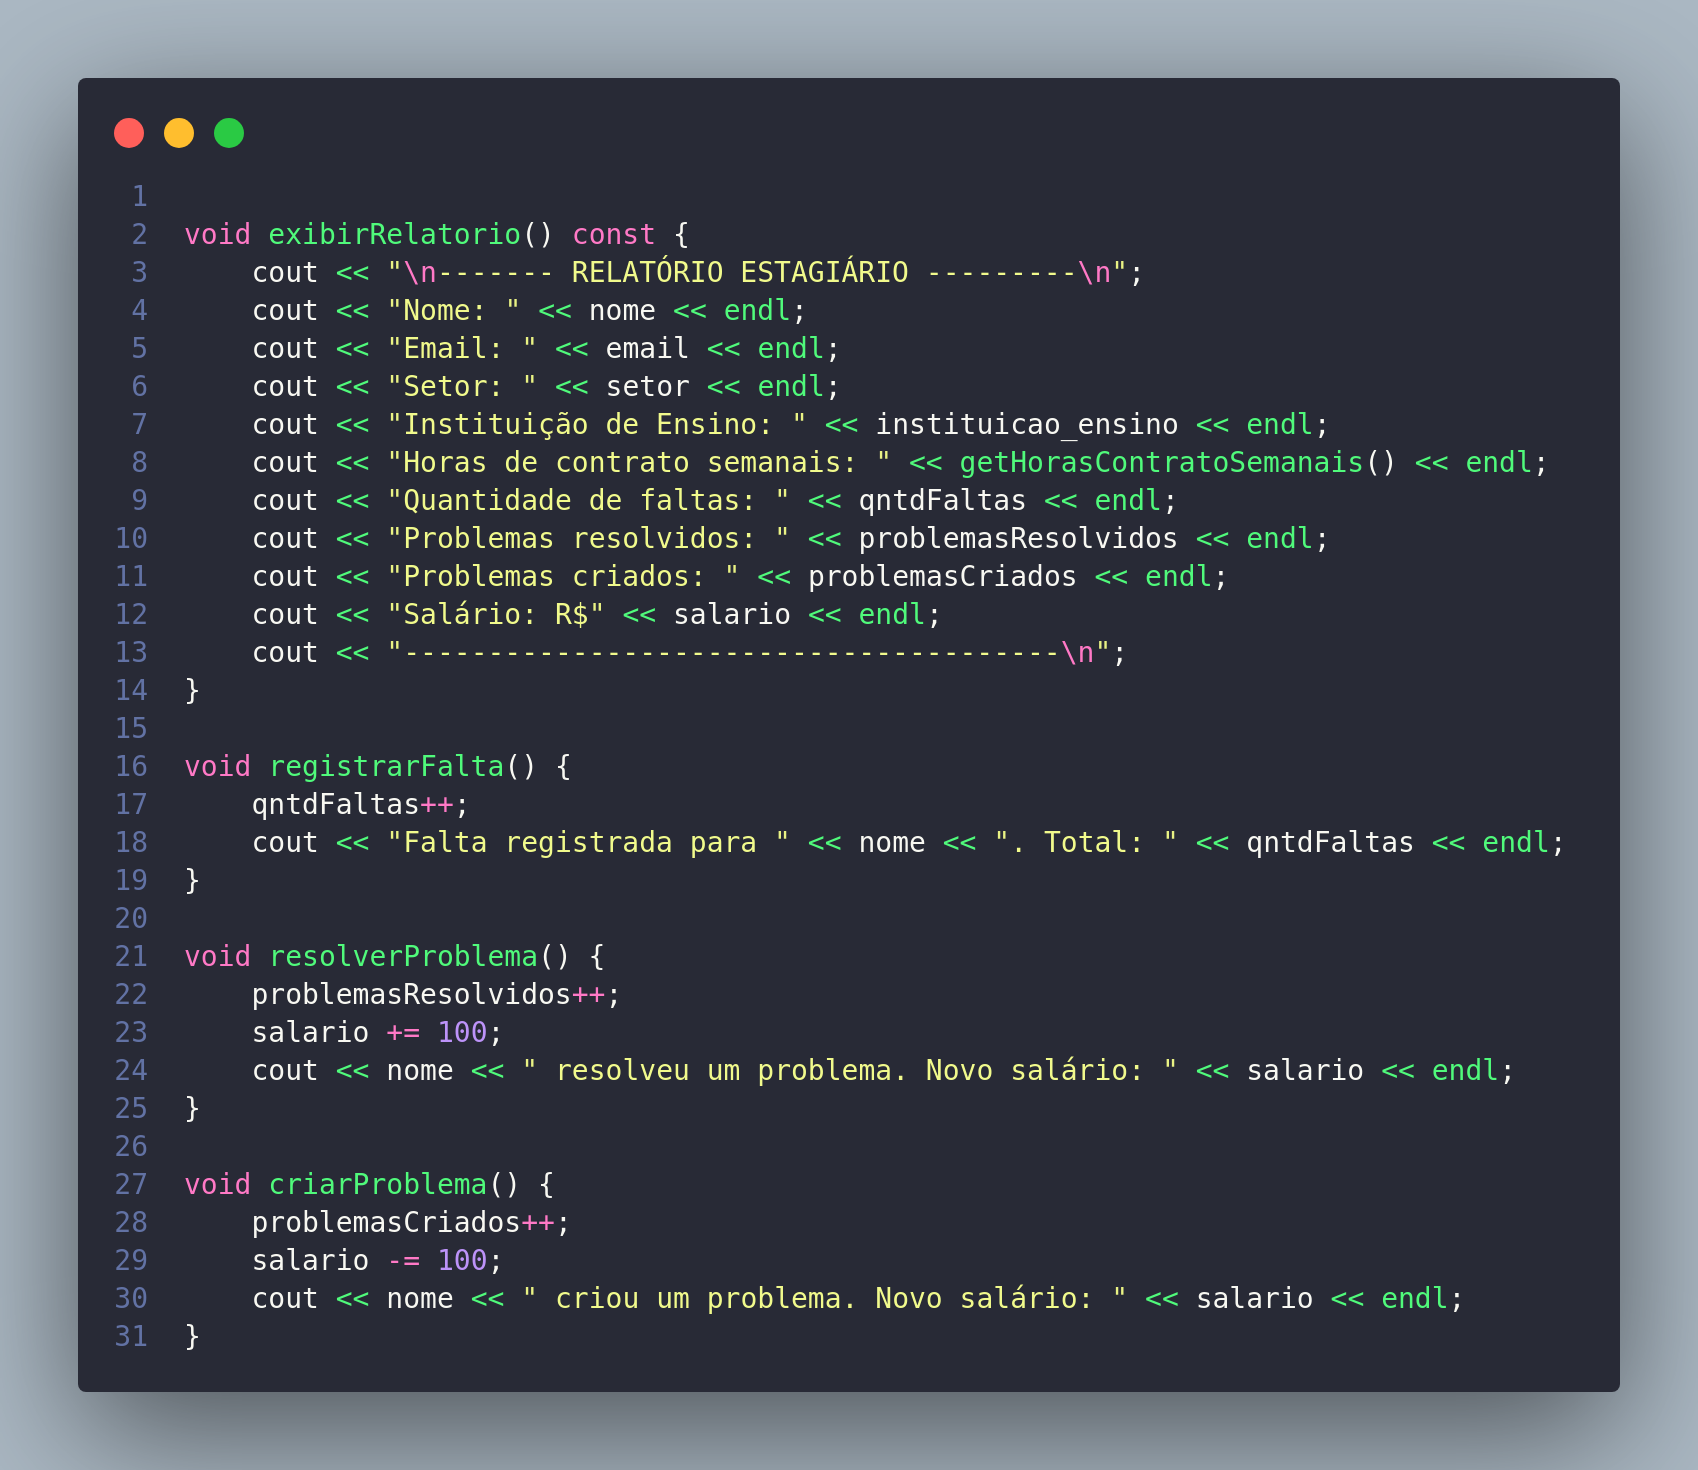 1
2 void exibirRelatorio() const {
3     cout << "\n------- RELATÓRIO ESTAGIÁRIO ---------\n";
4     cout << "Nome: " << nome << endl;
5     cout << "Email: " << email << endl;
6     cout << "Setor: " << setor << endl;
7     cout << "Instituição de Ensino: " << instituicao_ensino << endl;
8     cout << "Horas de contrato semanais: " << getHorasContratoSemanais() << endl;
9     cout << "Quantidade de faltas: " << qntdFaltas << endl;
10     cout << "Problemas resolvidos: " << problemasResolvidos << endl;
11     cout << "Problemas criados: " << problemasCriados << endl;
12     cout << "Salário: R$" << salario << endl;
13     cout << "---------------------------------------\n";
14 }
15
16 void registrarFalta() {
17     qntdFaltas++;
18     cout << "Falta registrada para " << nome << ". Total: " << qntdFaltas << endl;
19 }
20
21 void resolverProblema() {
22     problemasResolvidos++;
23     salario += 100;
24     cout << nome << " resolveu um problema. Novo salário: " << salario << endl;
25 }
26
27 void criarProblema() {
28     problemasCriados++;
29     salario -= 100;
30     cout << nome << " criou um problema. Novo salário: " << salario << endl;
31 }